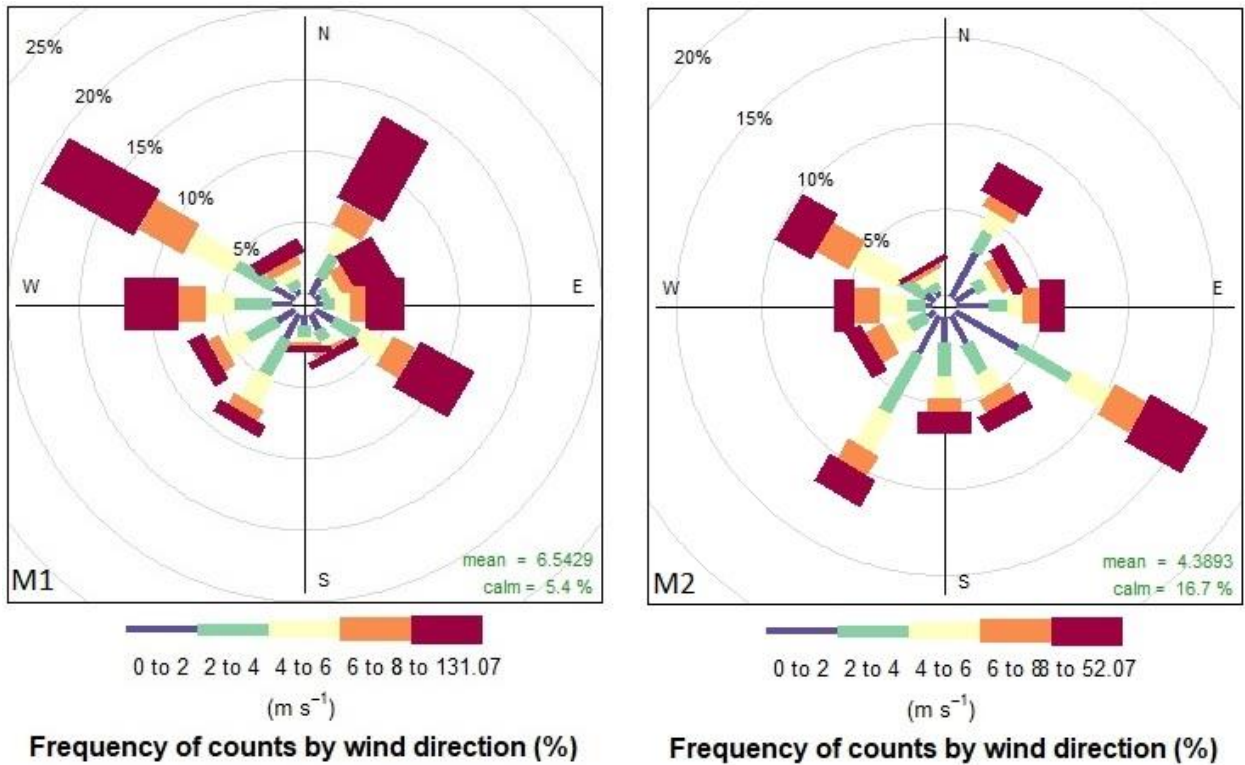 N
25%
20%
15%
10%
5%
W
E
S
mean = 6.5429
calm = 5.4 %
M1
0 to 2 2 to 4 4 to 6 6 to 8 to 131.07
(m s⁻¹)
Frequency of counts by wind direction (%)
N
20%
15%
10%
5%
W
E
S
mean = 4.3893
calm = 16.7 %
M2
0 to 2 2 to 4 4 to 6 6 to 88 to 52.07
(m s⁻¹)
Frequency of counts by wind direction (%)